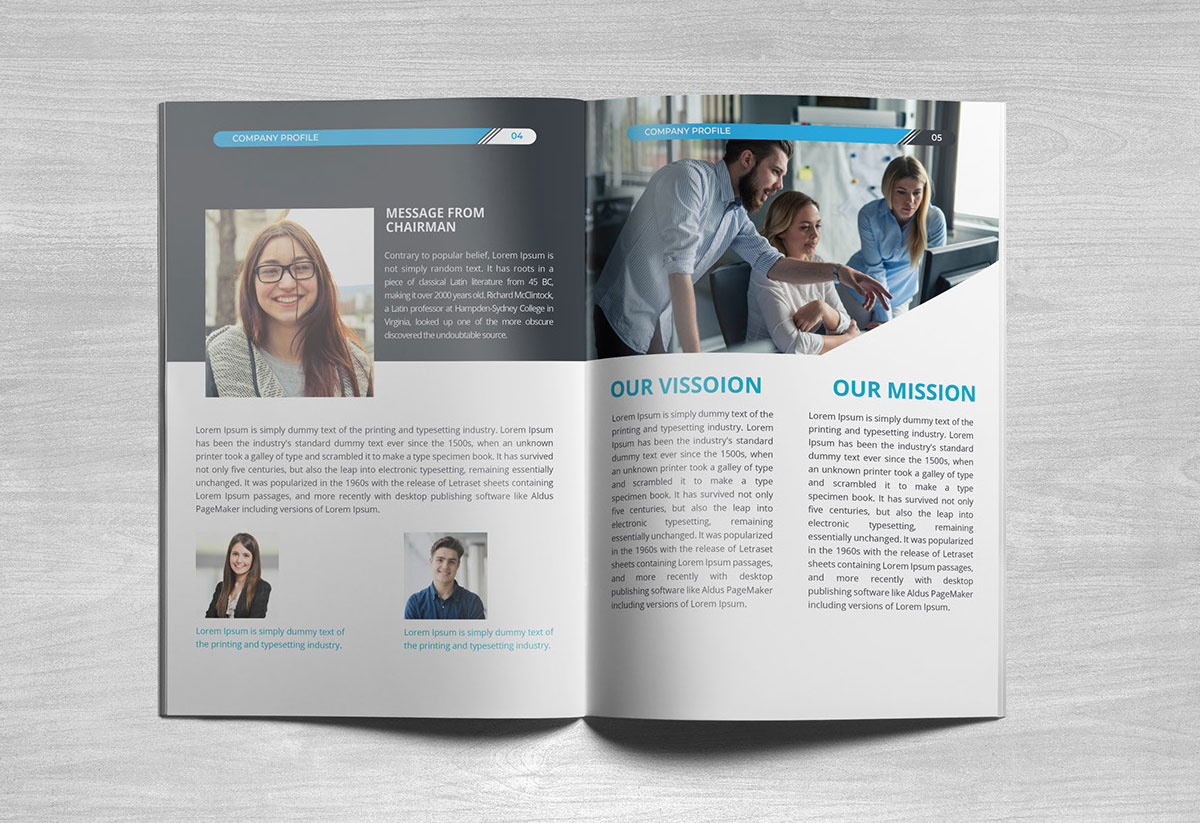 COMPANY PROFILE
04
MESSAGE FROM
CHAIRMAN
Contrary to popular belief, Lorem Ipsum is
not simply random text. It has roots in a
piece of classical Latin literature from 45 BC,
making it over 2000 years old. Richard McClintock,
a Latin professor at Hampden-Sydney College in
Virginia, looked up one of the more obscure
discovered the undoubtable source.
Lorem Ipsum is simply dummy text of the printing and typesetting industry. Lorem Ipsum
has been the industry's standard dummy text ever since the 1500s, when an unknown
printer took a galley of type and scrambled it to make a type specimen book. It has survived
not only five centuries, but also the leap into electronic typesetting, remaining essentially
unchanged. It was popularized in the 1960s with the release of Letraset sheets containing
Lorem Ipsum passages, and more recently with desktop publishing software like Aldus
PageMaker including versions of Lorem Ipsum.
Lorem Ipsum is simply dummy text of
the printing and typesetting industry.
Lorem Ipsum is simply dummy text of
the printing and typesetting industry.
COMPANY PROFILE
05
OUR VISSOION
Lorem Ipsum is simply dummy text of the
printing and typesetting industry. Lorem
Ipsum has been the industry's standard
dummy text ever since the 1500s, when
an unknown printer took a galley of type
and scrambled it to make a type
specimen book. It has survived not only
five centuries, but also the leap into
electronic typesetting, remaining
essentially unchanged. It was popularized
in the 1960s with the release of Letraset
sheets containing Lorem Ipsum passages,
and more recently with desktop
publishing software like Aldus PageMaker
including versions of Lorem Ipsum.
OUR MISSION
Lorem Ipsum is simply dummy text of the
printing and typesetting industry. Lorem
Ipsum has been the industry's standard
dummy text ever since the 1500s, when
an unknown printer took a galley of type
and scrambled it to make a type
specimen book. It has survived not only
five centuries, but also the leap into
electronic typesetting, remaining
essentially unchanged. It was popularized
in the 1960s with the release of Letraset
sheets containing Lorem Ipsum passages,
and more recently with desktop
publishing software like Aldus PageMaker
including versions of Lorem Ipsum.